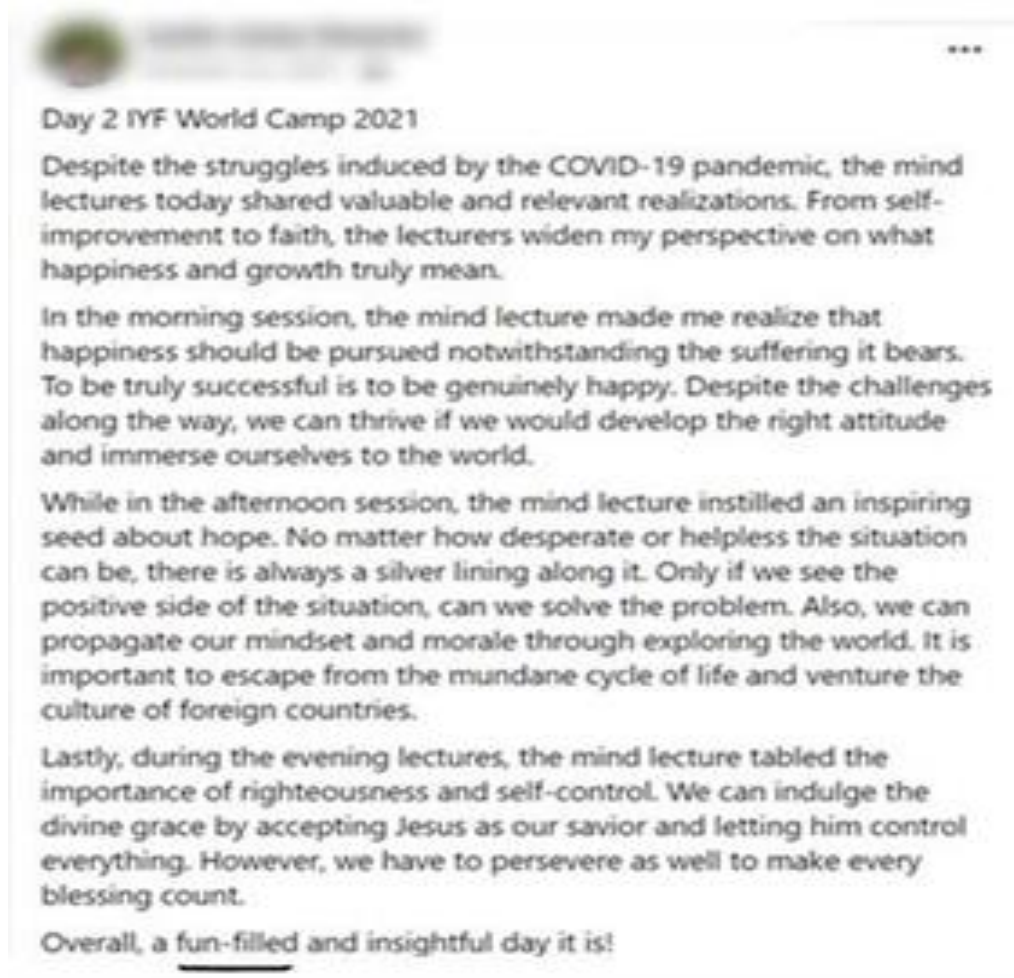 Day 2 IYF World Camp 2021
Despite the struggles induced by the COVID-19 pandemic, the mind
lectures today shared valuable and relevant realizations. From self-
improvement to faith, the lecturers widen my perspective on what
happiness and growth truly mean.
In the morning session, the mind lecture made me realize that
happiness should be pursued notwithstanding the suffering it bears.
To be truly successful is to be genuinely happy. Despite the challenges
along the way, we can thrive if we would develop the right attitude
and immerse ourselves to the world.
While in the afternoon session, the mind lecture instilled an inspiring
seed about hope. No matter how desperate or helpless the situation
can be, there is always a silver lining along it. Only if we see the
positive side of the situation, can we solve the problem. Also, we can
propagate our mindset and morale through exploring the world. It is
important to escape from the mundane cycle of life and venture the
culture of foreign countries.
Lastly, during the evening lectures, the mind lecture tabled the
importance of righteousness and self-control. We can indulge the
divine grace by accepting Jesus as our savior and letting him control
everything. However, we have to persevere as well to make every
blessing count.
Overall, a fun-filled and insightful day it is!